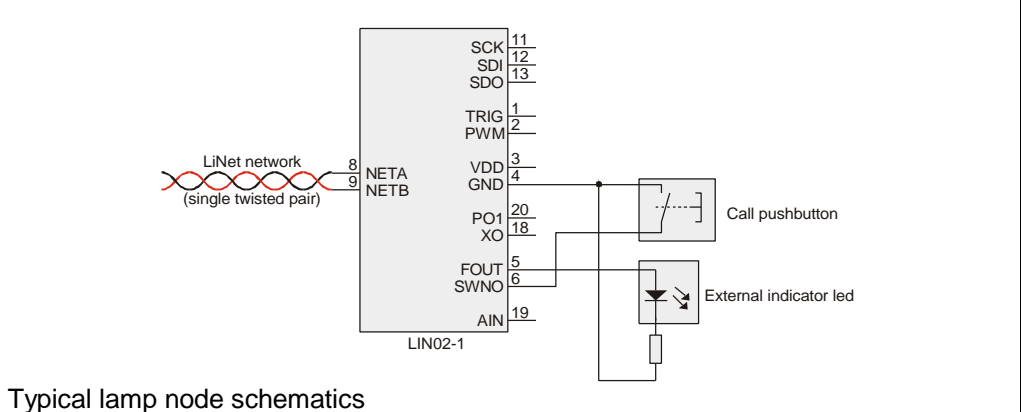 SCK 11
SDI 12
SDO 13
TRIG 1
PWM 2
LiNet network
8 NETA
VDD 3
9 NETB
GND 4
(single twisted pair)
Call pushbutton
PO1 20
XO 18
FOUT 5
SWNO 6
External indicator led
AIN 19
LIN02-1
Typical lamp node schematics